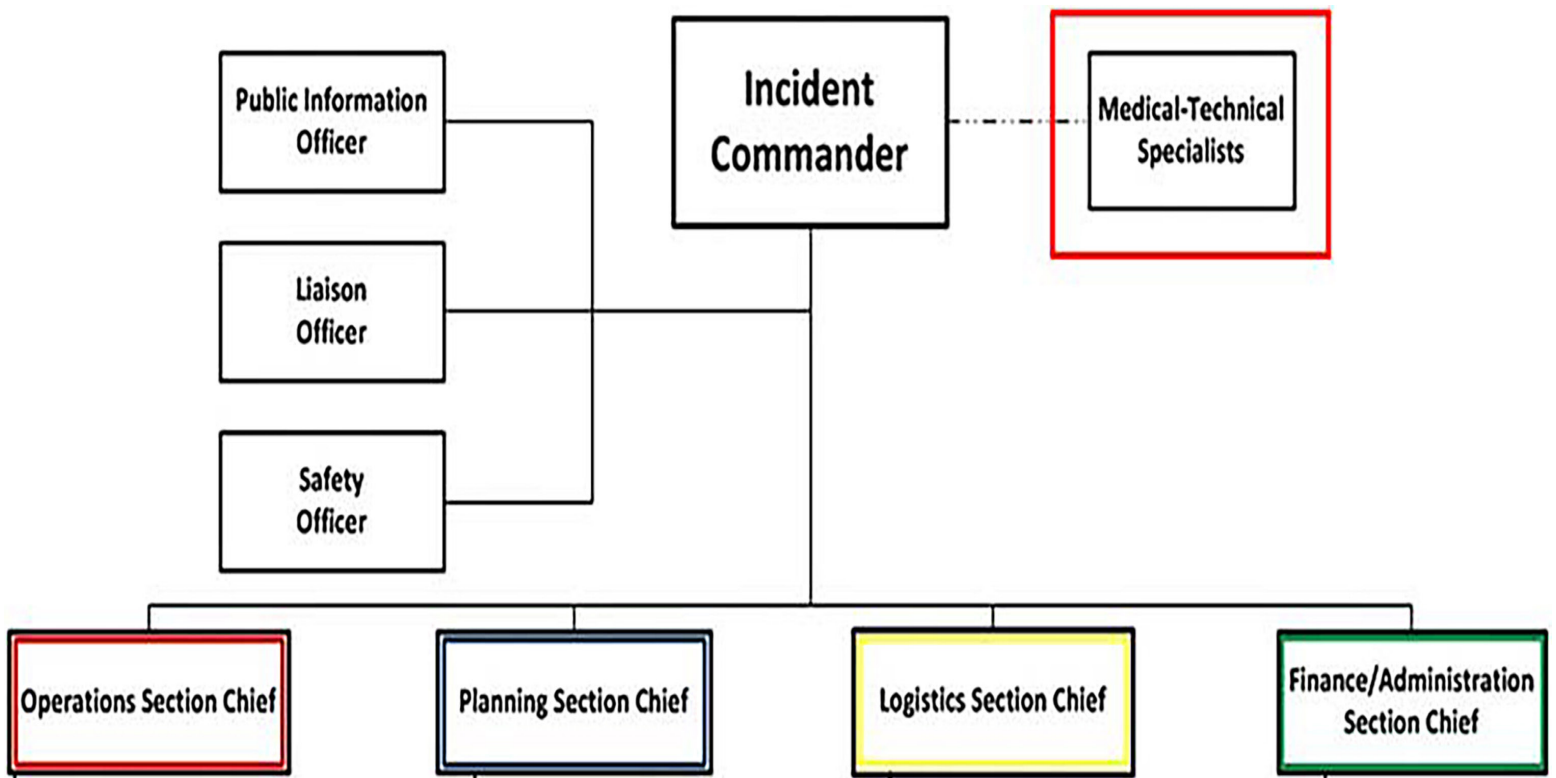 Public Information
Officer
Incident
Commander
Medical-Technical
Specialists
Liaison
Officer
Safety
Officer
Operations Section Chief
Planning Section Chief
Logistics Section Chief
Finance/Administration
Section Chief